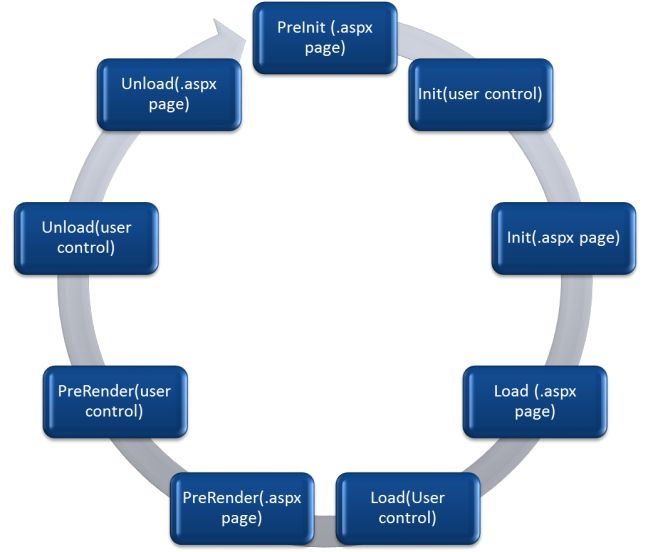 PreInit (.aspx
page)
Init(user control)
Init(.aspx page)
Load (.aspx
page)
Load(User
control)
PreRender(.aspx
page)
PreRender(user
control)
Unload(user
control)
Unload(.aspx
page)